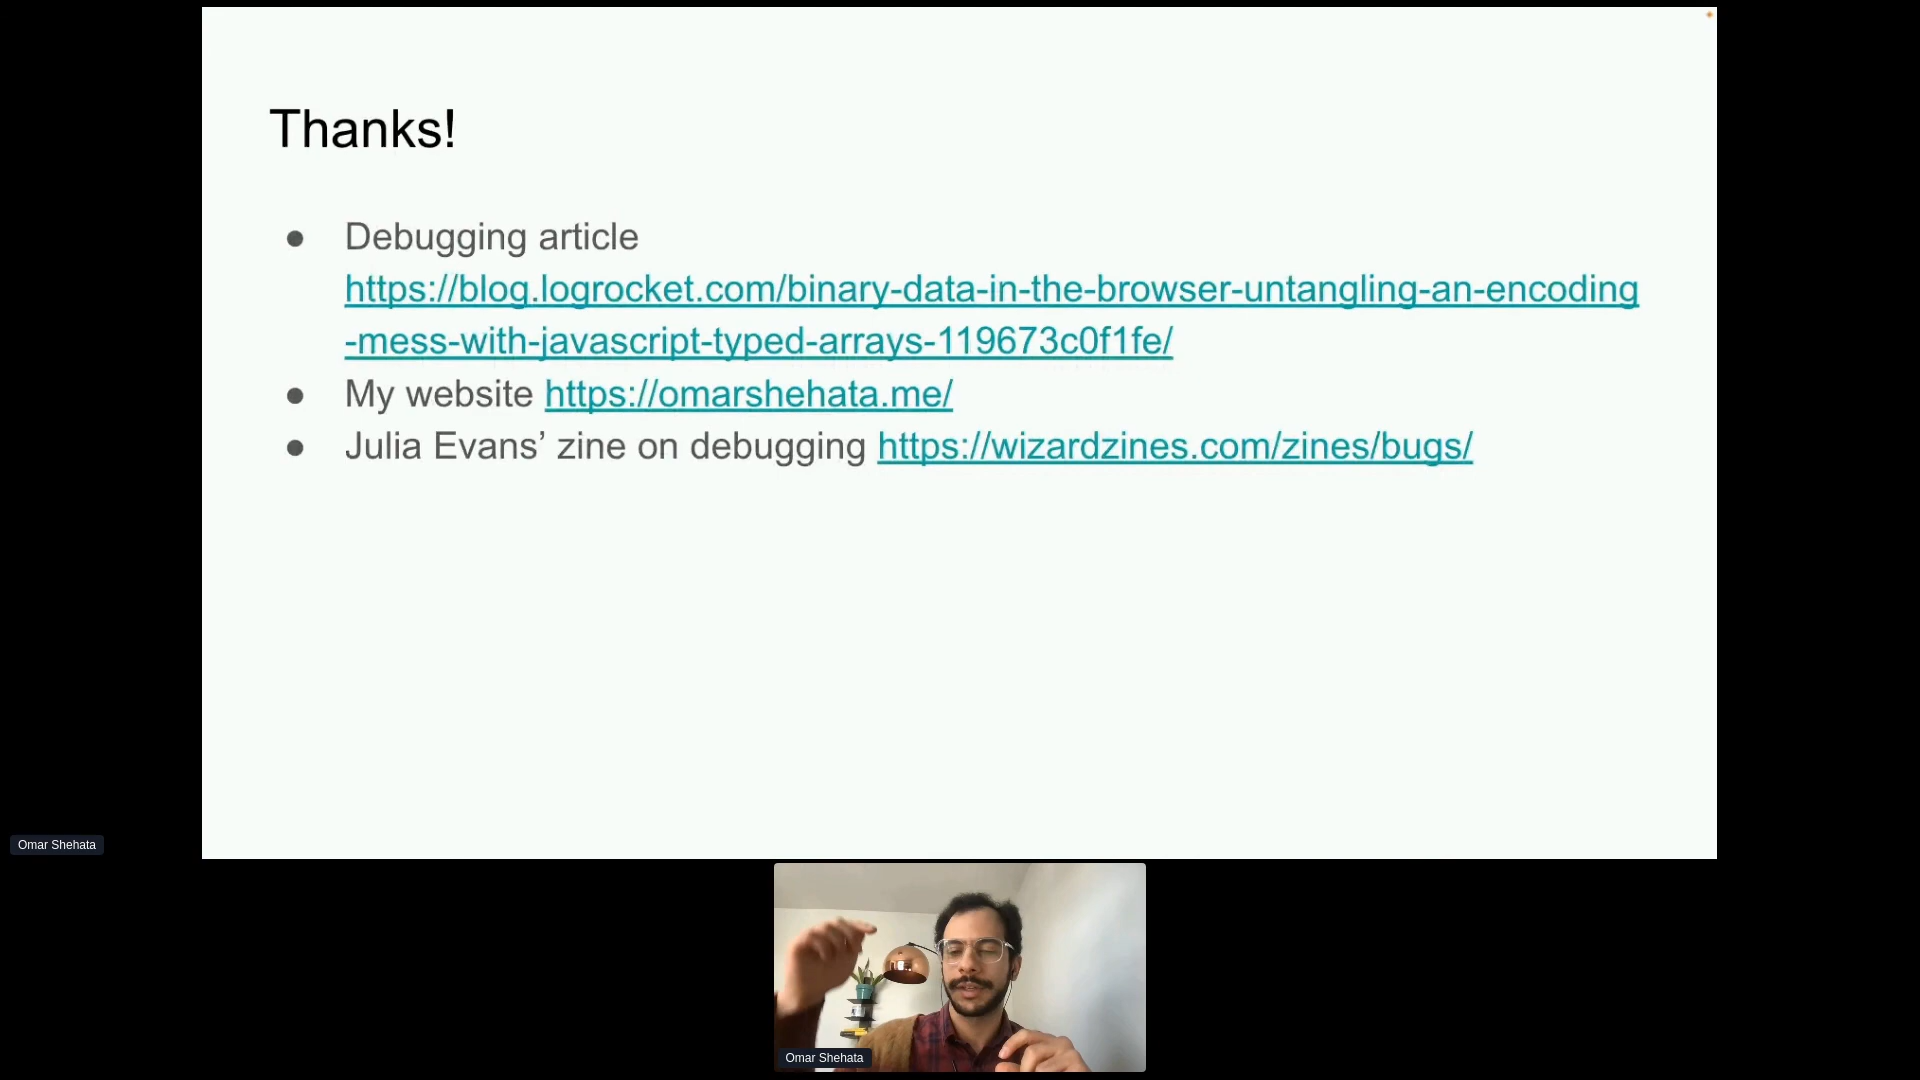 Thanks!
● Debugging article
https://blog.logrocket.com/binary-data-in-the-browser-untangling-an-encoding
-mess-with-javascript-typed-arrays-119673c0f1fe/
● My website https://omarshehata.me/
● Julia Evans’ zine on debugging https://wizardzines.com/zines/bugs/
Omar Shehata
Omar Shehata